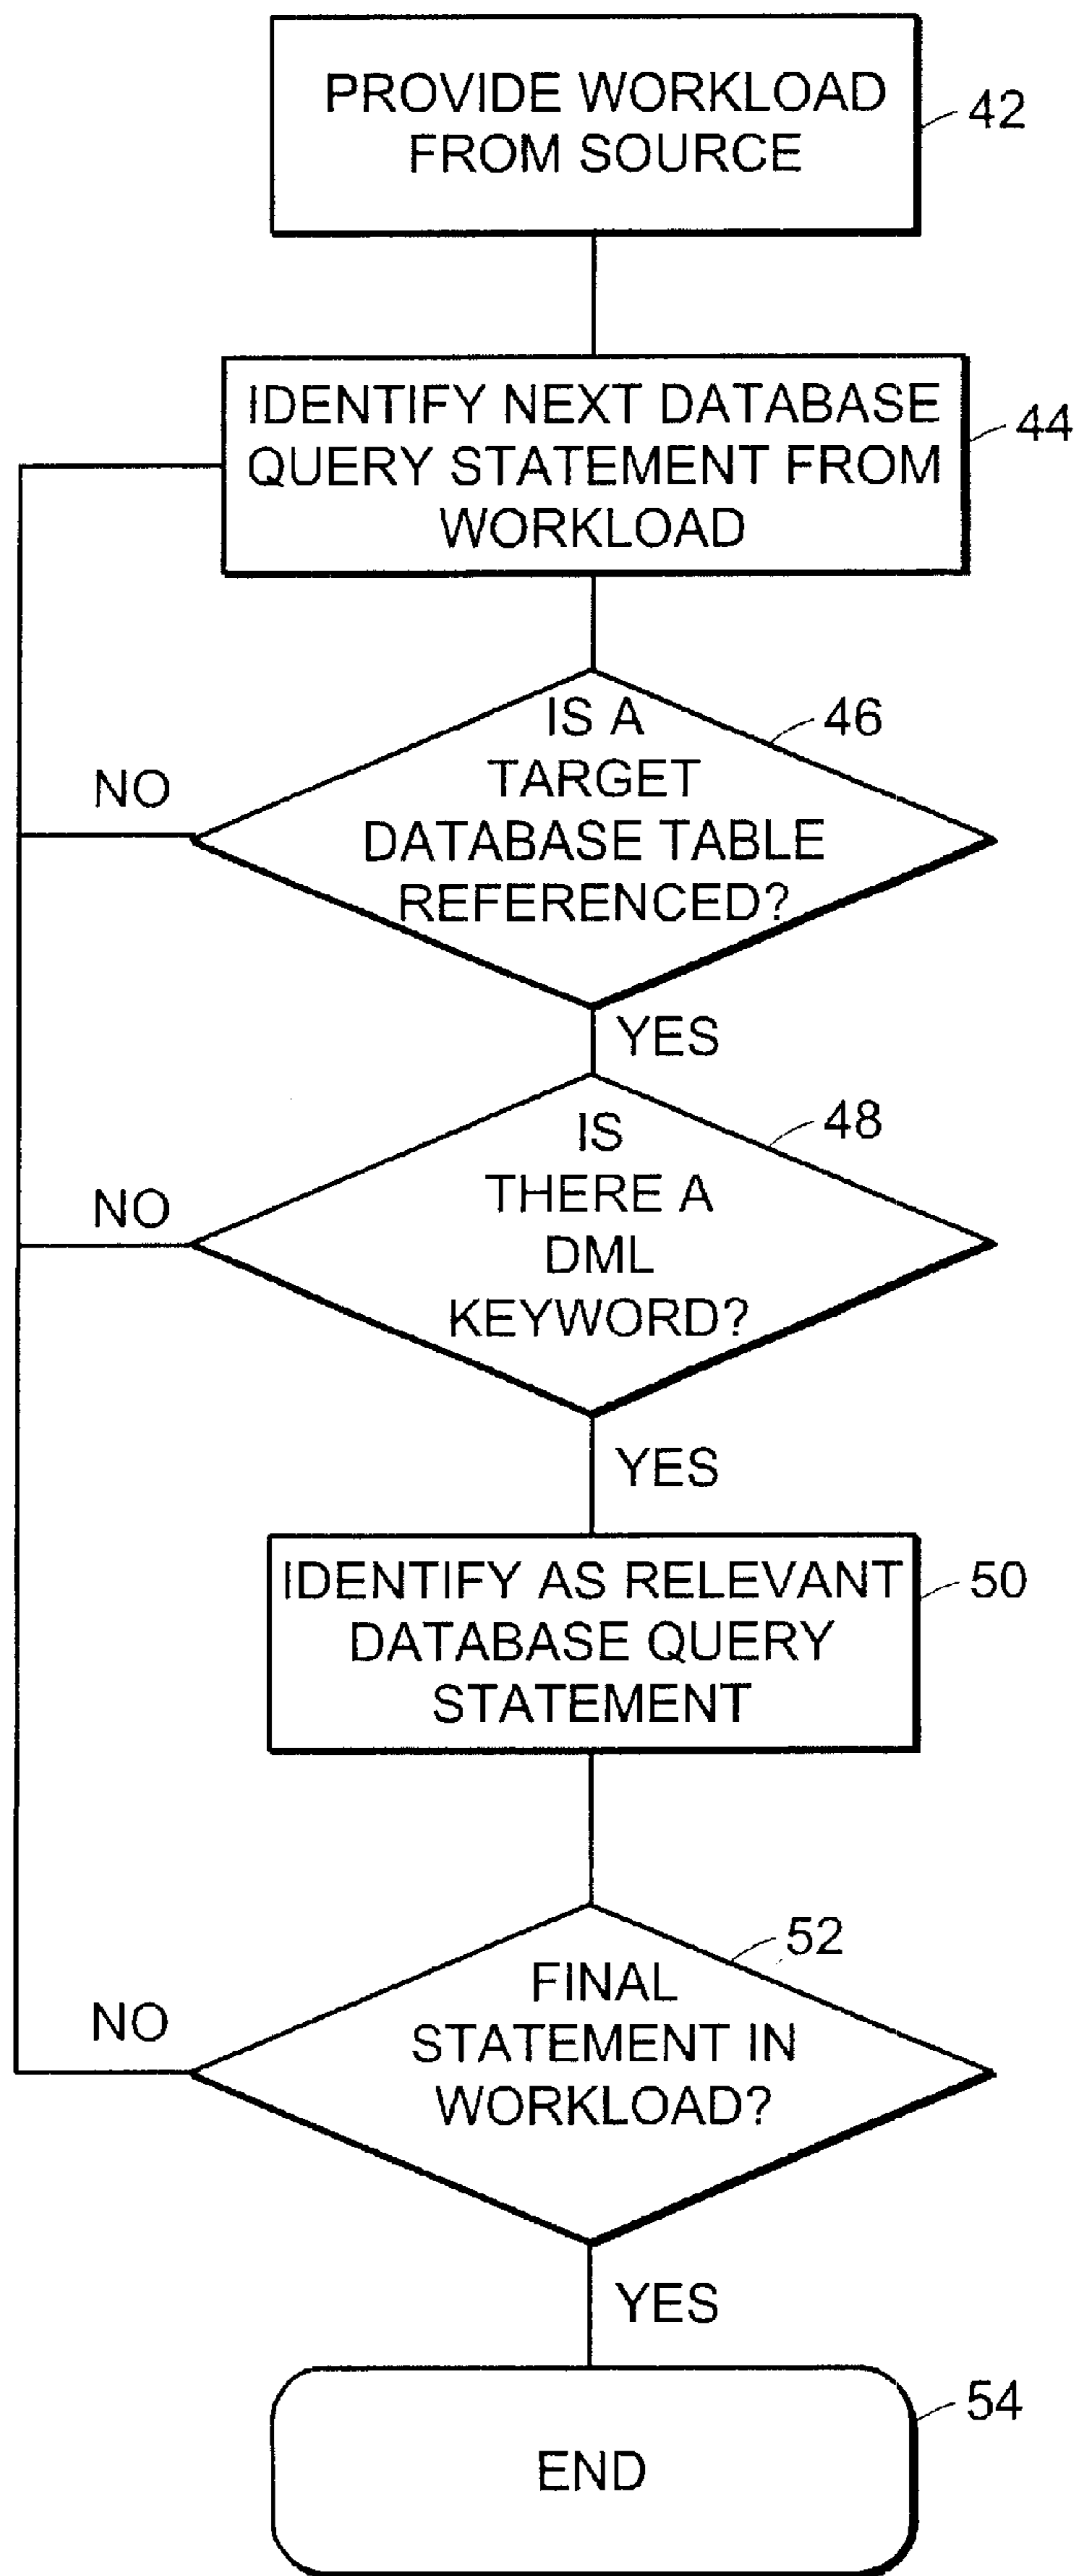 PROVIDE WORKLOAD
FROM SOURCE
42
IDENTIFY NEXT DATABASE
QUERY STATEMENT FROM
WORKLOAD
44
IS A
TARGET
DATABASE TABLE
REFERENCED?
46
NO
YES
IS
THERE A
DML
KEYWORD?
48
NO
YES
IDENTIFY AS RELEVANT
DATABASE QUERY
STATEMENT
50
FINAL
STATEMENT IN
WORKLOAD?
52
NO
YES
END
54